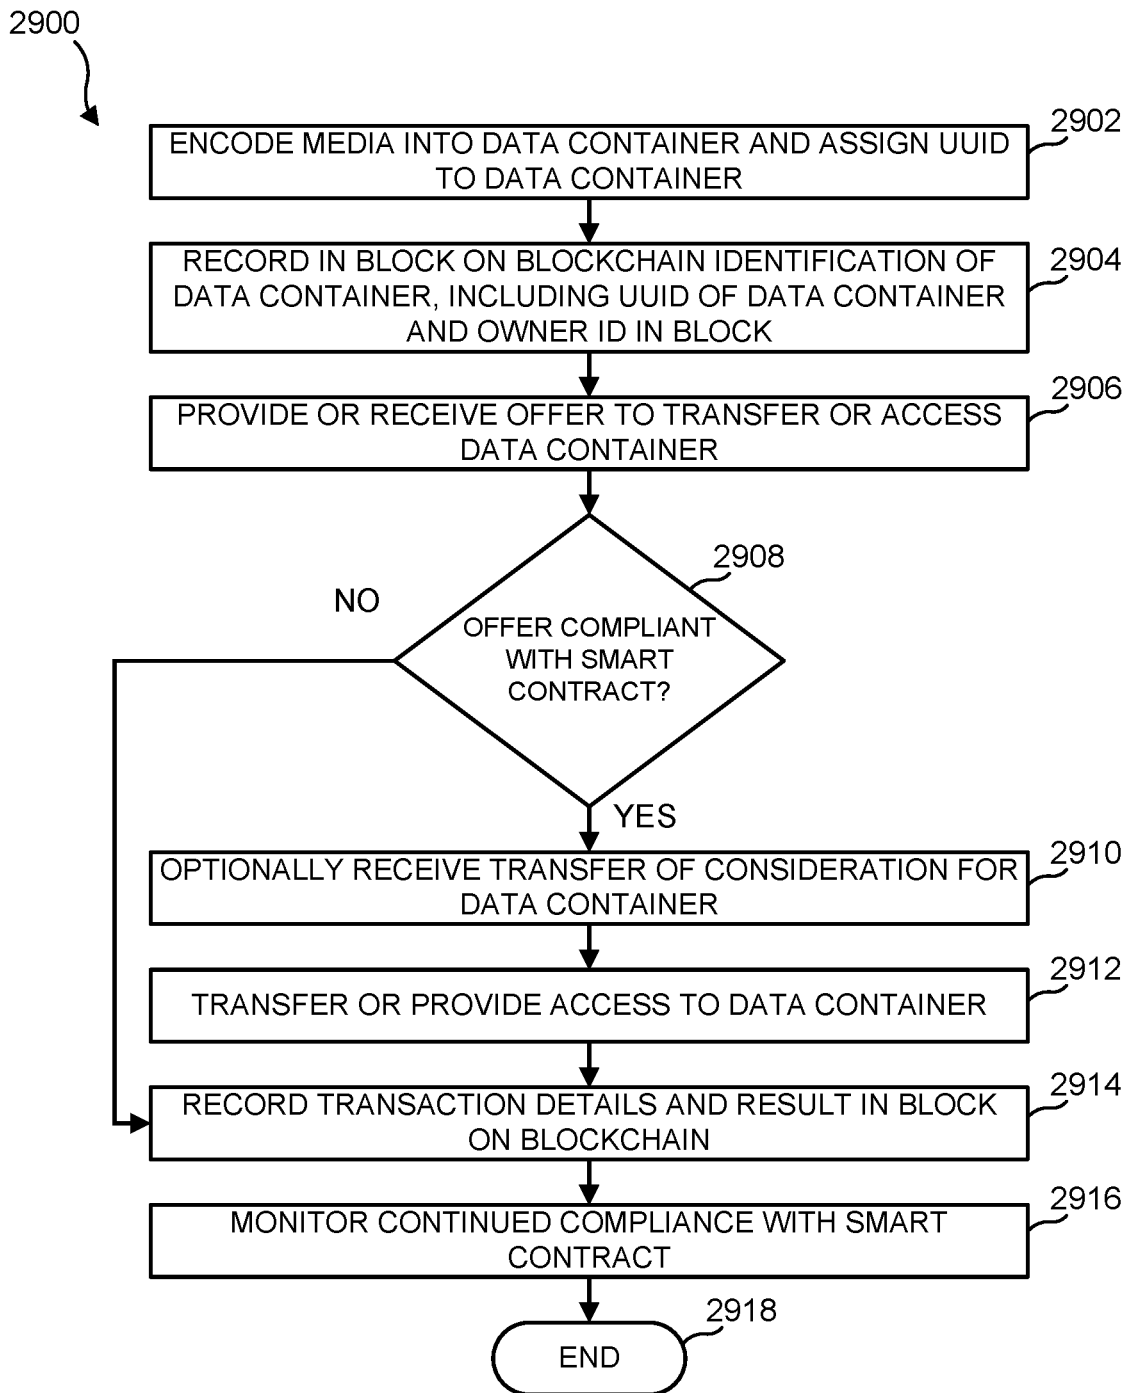 2900
2902
ENCODE MEDIA INTO DATA CONTAINER AND ASSIGN UUID
TO DATA CONTAINER
2904
RECORD IN BLOCK ON BLOCKCHAIN IDENTIFICATION OF
DATA CONTAINER, INCLUDING UUID OF DATA CONTAINER
AND OWNER ID IN BLOCK
2906
PROVIDE OR RECEIVE OFFER TO TRANSFER OR ACCESS
DATA CONTAINER
2908
NO
OFFER COMPLIANT
WITH SMART
CONTRACT?
YES
2910
OPTIONALLY RECEIVE TRANSFER OF CONSIDERATION FOR
DATA CONTAINER
2912
TRANSFER OR PROVIDE ACCESS TO DATA CONTAINER
2914
RECORD TRANSACTION DETAILS AND RESULT IN BLOCK
ON BLOCKCHAIN
2916
MONITOR CONTINUED COMPLIANCE WITH SMART
CONTRACT
2918
END